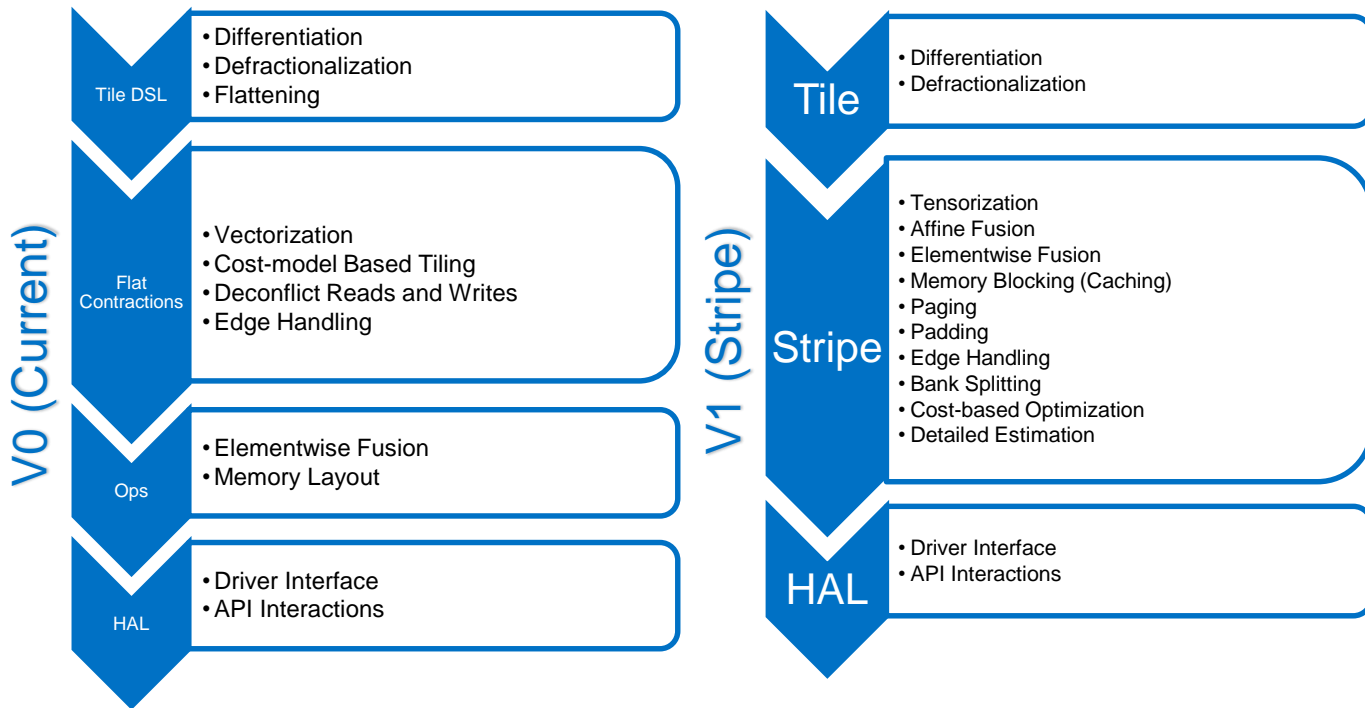 V0 (Current)
Tile DSL
• Differentiation
• Defractionalization
• Flattening
Flat
Contractions
• Vectorization
• Cost-model Based Tiling
• Deconflict Reads and Writes
• Edge Handling
Ops
• Elementwise Fusion
• Memory Layout
HAL
• Driver Interface
• API Interactions
V1 (Stripe)
Tile
• Differentiation
• Defractionalization
Stripe
• Tensorization
• Affine Fusion
• Elementwise Fusion
• Memory Blocking (Caching)
• Paging
• Padding
• Edge Handling
• Bank Splitting
• Cost-based Optimization
• Detailed Estimation
HAL
• Driver Interface
• API Interactions